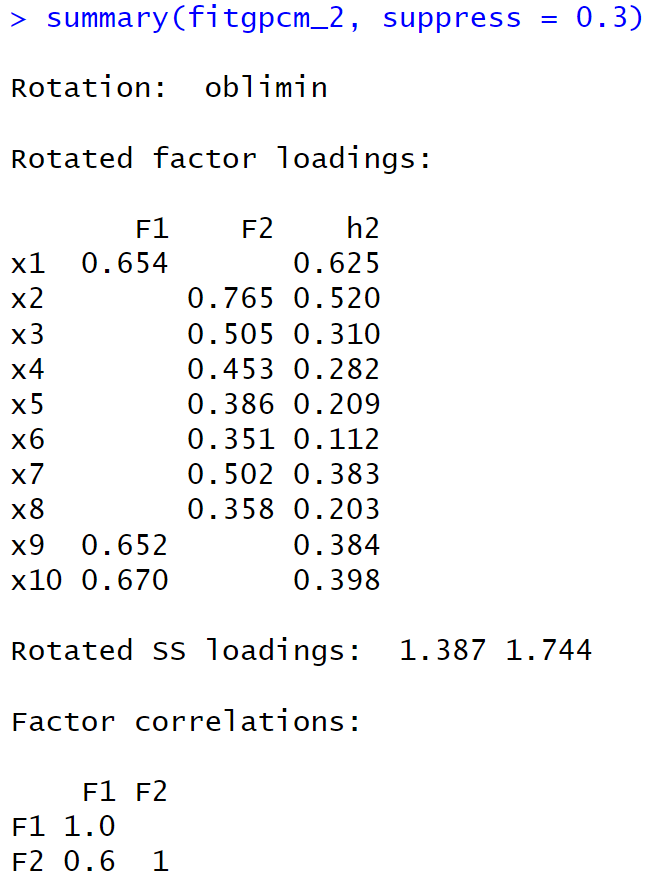 > summary(fitgpcm_2, suppress = 0.3)
Rotation:  oblimin
Rotated factor loadings:
       F1    F2    h2
x1  0.654       0.625
x2        0.765 0.520
x3        0.505 0.310
x4        0.453 0.282
x5        0.386 0.209
x6        0.351 0.112
x7        0.502 0.383
x8        0.358 0.203
x9  0.652       0.384
x10 0.670       0.398
Rotated SS loadings:  1.387 1.744
Factor correlations:
    F1 F2
F1 1.0
F2 0.6  1